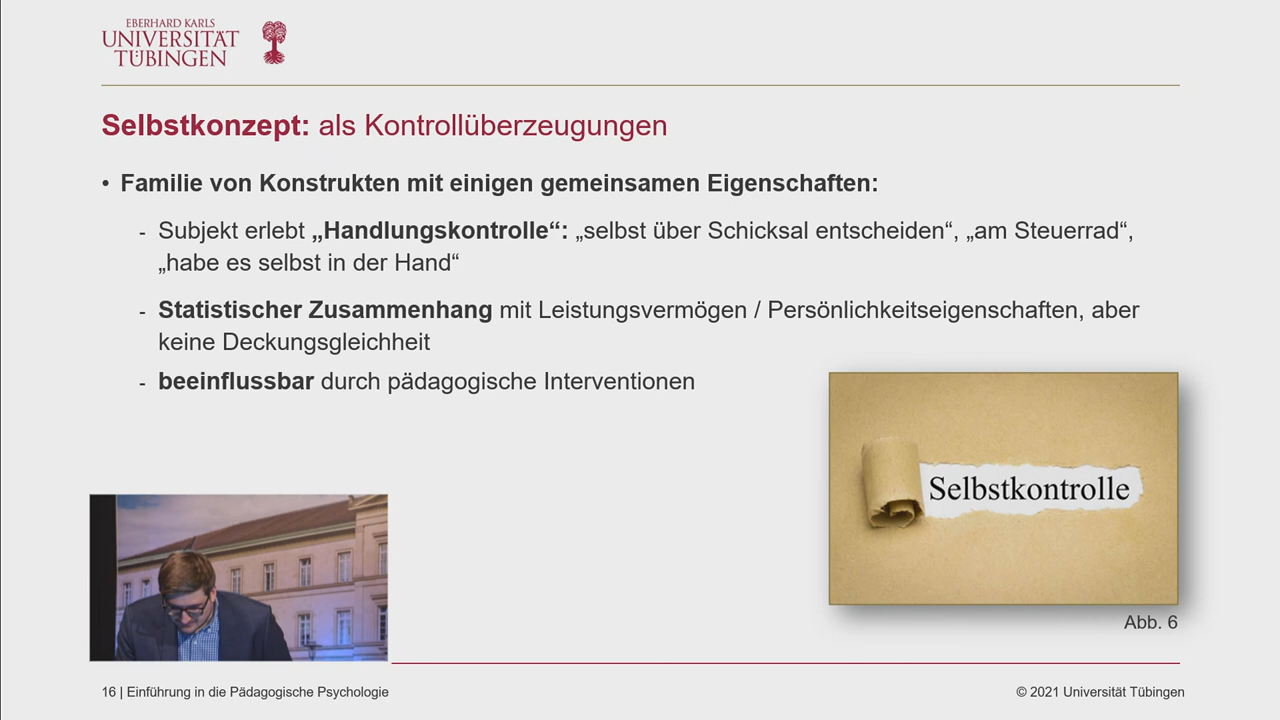 EBERHARD KARLS
UNIVERSITÄT
TÜBINGEN
Selbstkonzept: als Kontrollüberzeugungen
• Familie von Konstrukten mit einigen gemeinsamen Eigenschaften:
- Subjekt erlebt „Handlungskontrolle“: „selbst über Schicksal entscheiden“, „am Steuerrad“,
„habe es selbst in der Hand“
- Statistischer Zusammenhang mit Leistungsvermögen / Persönlichkeitseigenschaften, aber
keine Deckungsgleichheit
- beeinflussbar durch pädagogische Interventionen
Selbstkontrolle
Abb. 6
16 | Einführung in die Pädagogische Psychologie
© 2021 Universität Tübingen